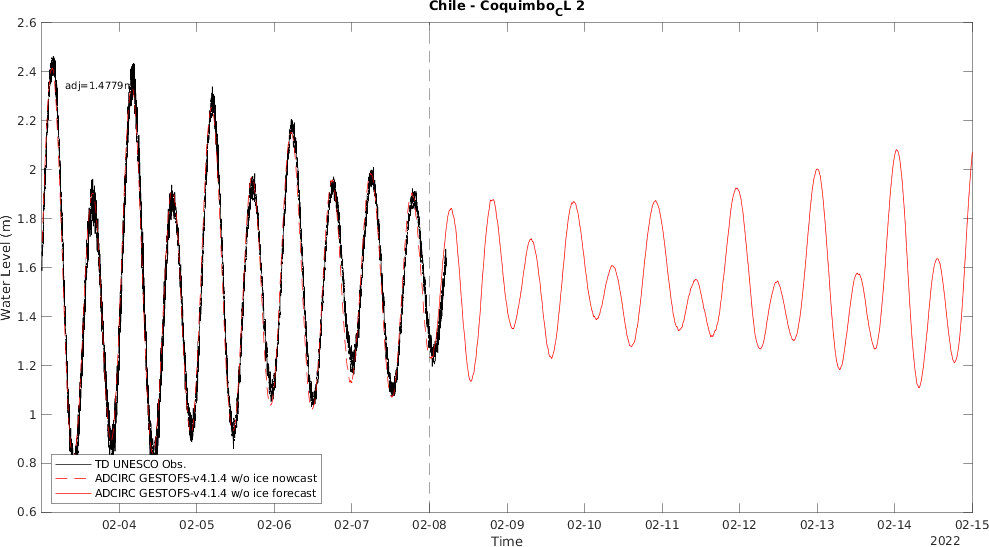 Chile - Coquimbo_CL 2
2.6
2.4
2.2
2
1.8
1.6
1.4
1.2
1
0.8
0.6
Water Level (m)
adj=1.4779m
TD UNESCO Obs.
ADCIRC GESTOFS-v4.1.4 w/o ice nowcast
ADCIRC GESTOFS-v4.1.4 w/o ice forecast
02-04 02-05 02-06 02-07 02-08 02-09 02-10 02-11 02-12 02-13 02-14 02-15
Time
2022